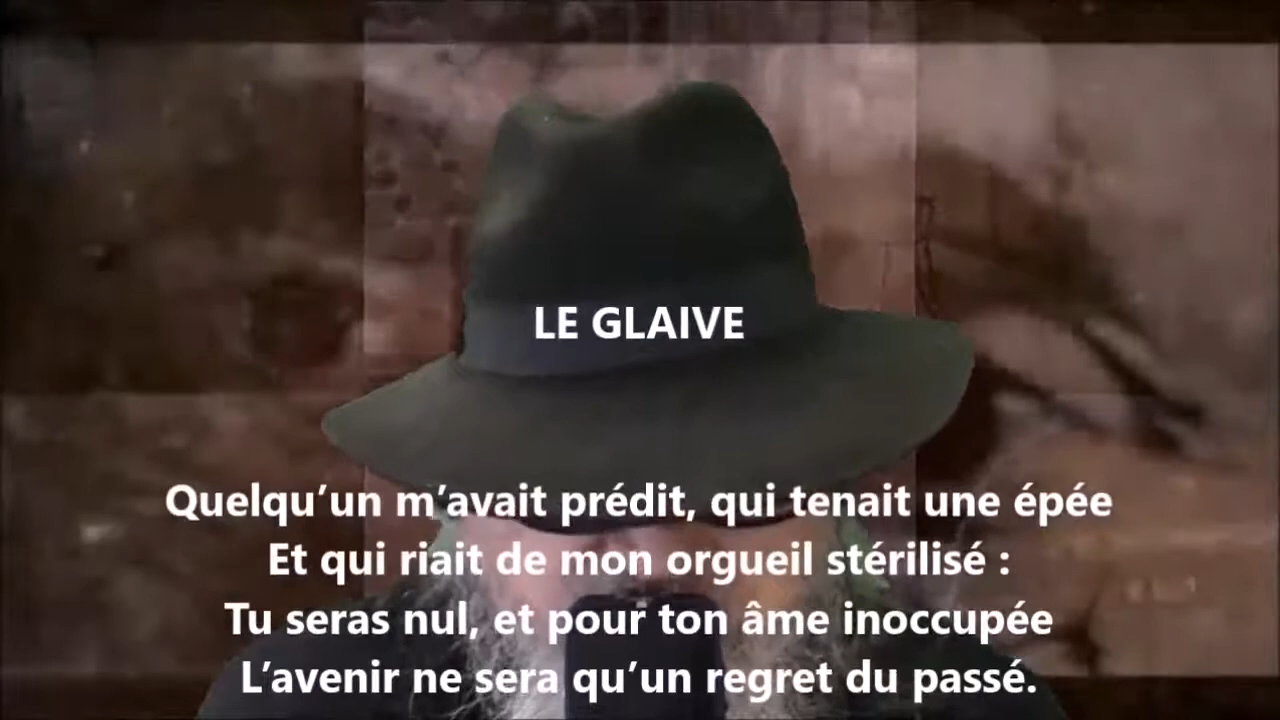 LE GLAIVE
Quelqu’un m’avait prédit, qui tenait une épée
Et qui riait de mon orgueil stérilisé :
Tu seras nul, et pour ton âme inoccupée
L’avenir ne sera qu’un regret du passé.